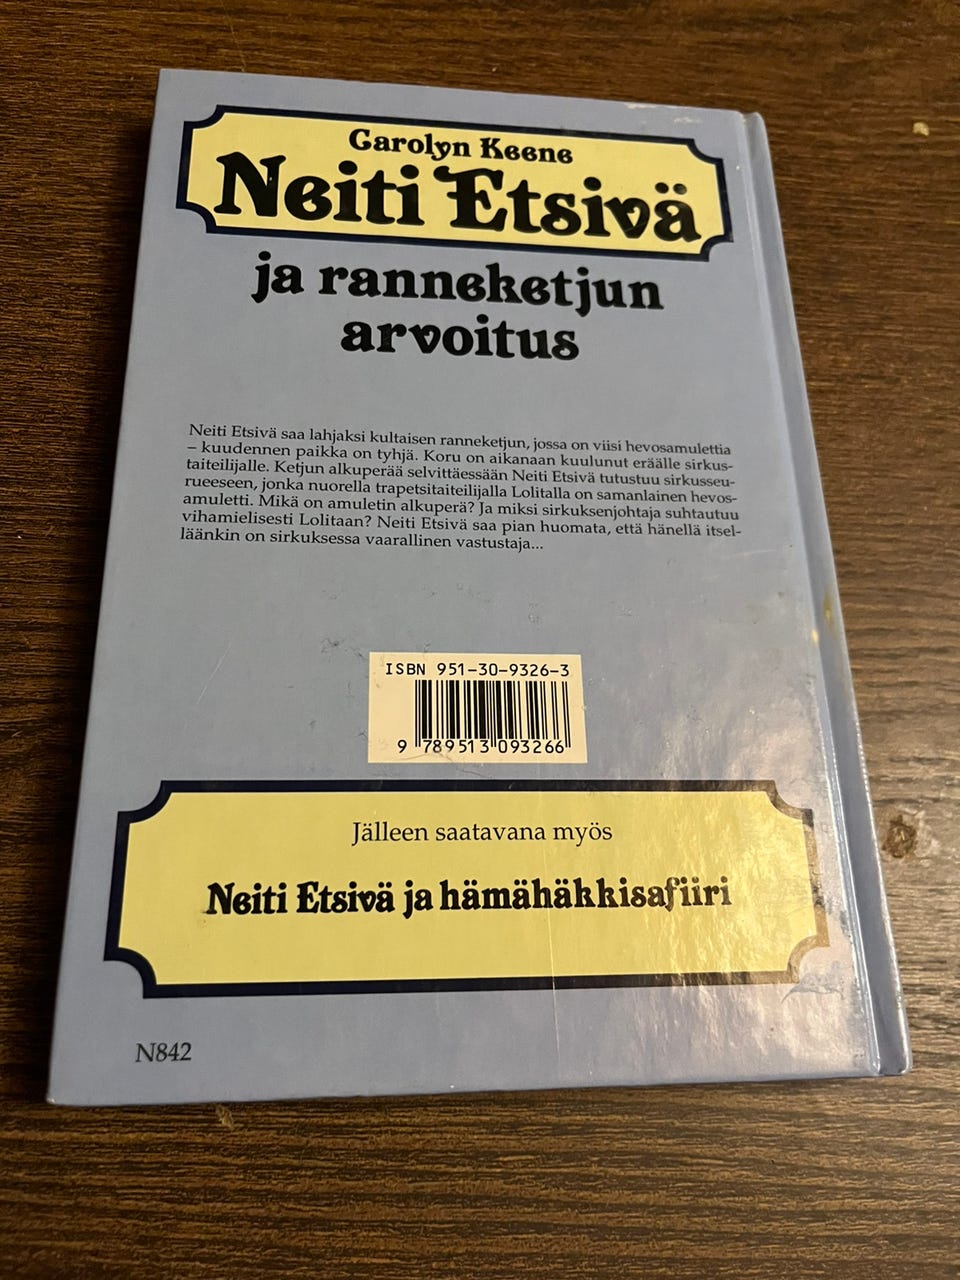 Carolyn Keene
Neiti Etsivä
ja ranneketjun
arvoitus
Neiti Etsivä saa lahjaksi kultaisen ranneketjun, jossa on viisi hevosamulettia
– kuudennen paikka on tyhjä. Koru on aikanaan kuulunut eräälle sirkus-
taiteilijalle. Ketjun alkuperää selvittäessään Neiti Etsivä tutustuu sirkusseu-
rueeseen, jonka nuorella trapetsitaiteilijalla Lolitalla on samanlainen hevos-
amuletti. Mikä on amuletin alkuperä? Ja miksi sirkuksenjohtaja suhtautuu
vihamielisesti Lolitaan? Neiti Etsivä saa pian huomata, että hänellä itsel-
läänkin on sirkuksessa vaarallinen vastustaja...
ISBN 951-30-9326-3
9 789513 093266
Jälleen saatavana myös
Neiti Etsivä ja hämähäkkisafiiri
N842